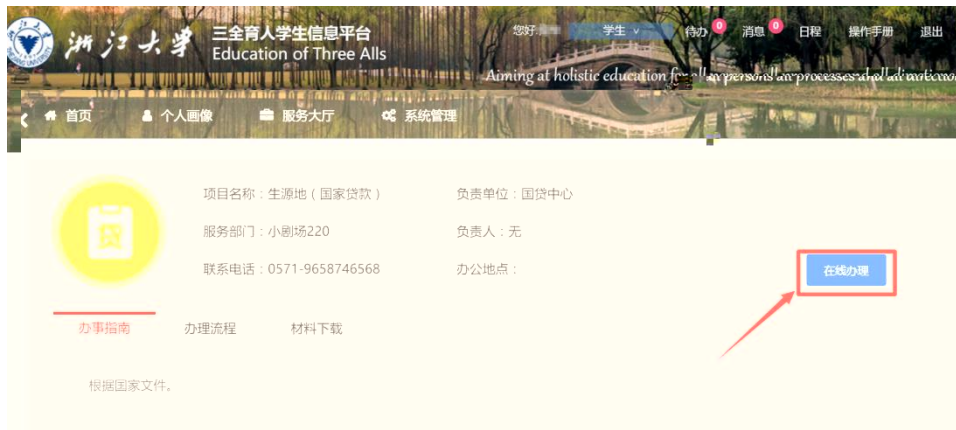 浙江大学
三全育人学生信息平台
Education of Three Alls
您好. 学生 待办 0 消息 0 日程 操作手册 退出
Aiming at holistic education
首页 个人画像 服务大厅 系统管理
项目名称：生源地（国家贷款） 负责单位：国贷中心
贷
服务部门：小剧场220 负责人：无
联系电话：0571-9658746568 办公地点：
在线办理
办事指南 办理流程 材料下载
根据国家文件。